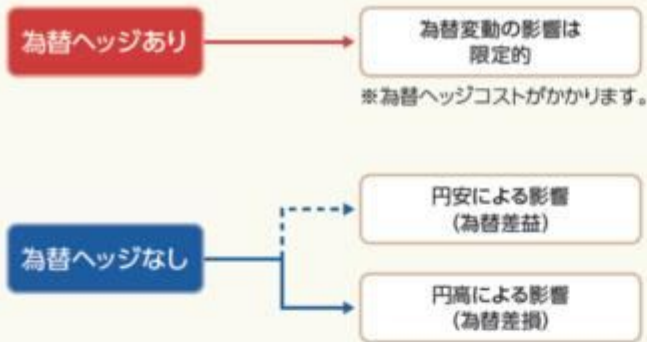 為替ヘッジあり
為替変動の影響は
限定的
※為替ヘッジコストがかかります。
為替ヘッジなし
円安による影響
(為替差益)
円高による影響
(為替差損)